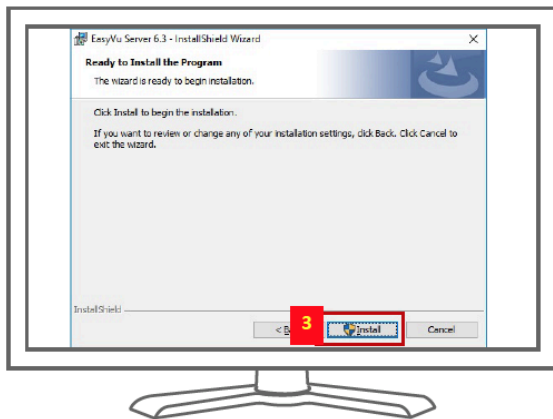 EasyVu Server 6.3 - InstallShield Wizard
Ready to Install the Program
The wizard is ready to begin installation.
Click Install to begin the installation.
If you want to review or change any of your installation settings, click Back. Click Cancel to
exit the wizard.
InstallShield
< B 3 Install Cancel